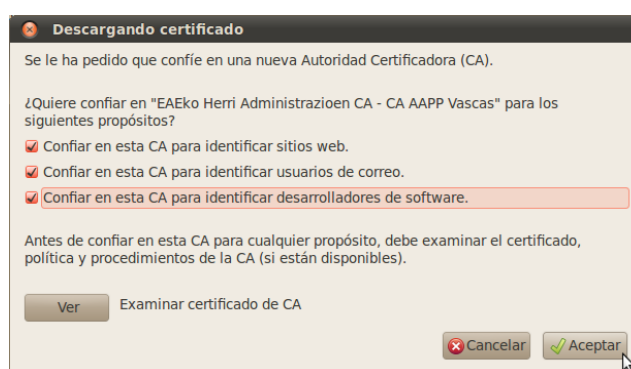 Descargando certificado
Se le ha pedido que confíe en una nueva Autoridad Certificadora (CA).
¿Quiere confiar en "EAEko Herri Administrazioen CA - CA AAPP Vascas" para los
siguientes propósitos?
Confiar en esta CA para identificar sitios web.
Confiar en esta CA para identificar usuarios de correo.
Confiar en esta CA para identificar desarrolladores de software.
Antes de confiar en esta CA para cualquier propósito, debe examinar el certificado,
política y procedimientos de la CA (si están disponibles).
Ver Examinar certificado de CA
Cancelar Aceptar